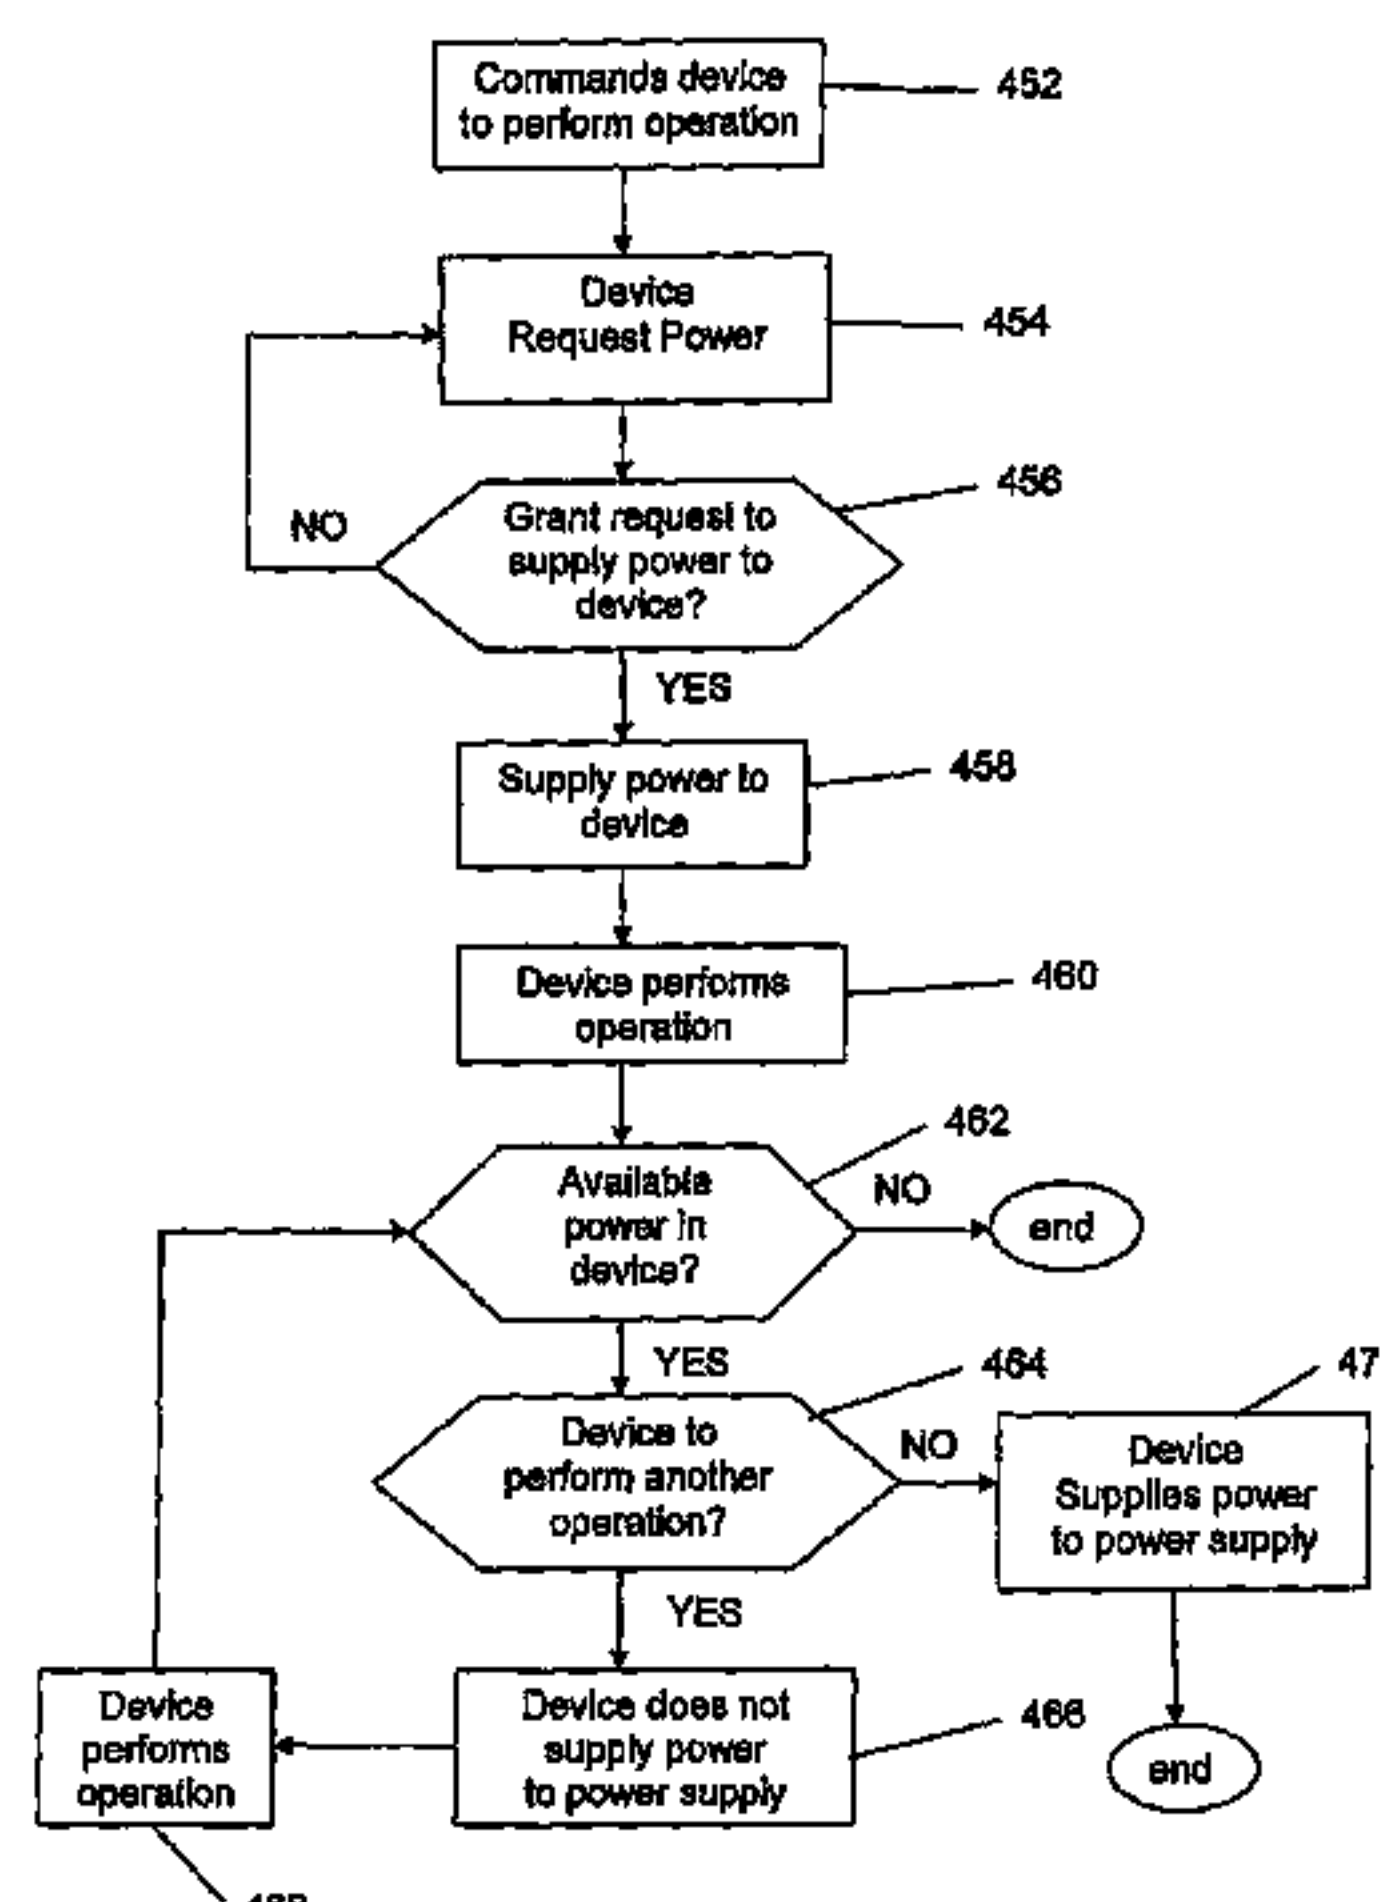 Commands device
to perform operation
452
Device
Request Power
454
456
Grant request to
supply power to
device?
NO
YES
458
Supply power to
device
460
Device performs
operation
462
Available
power in
device?
NO
end
YES
464
47
Device to
perform another
operation?
NO
Device
Supplies power
to power supply
YES
Device
performs
operation
Device does not
supply power
to power supply
466
end